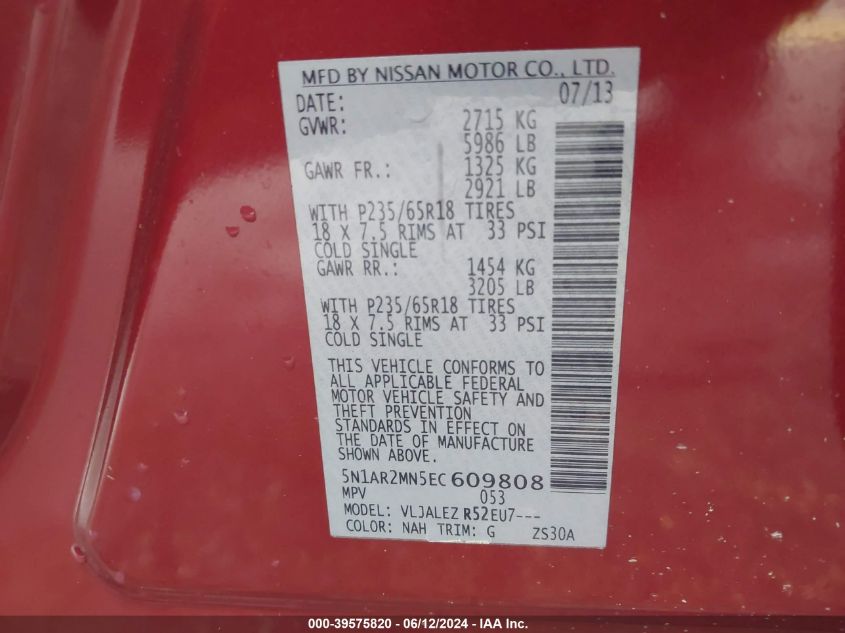 MFD BY NISSAN MOTOR CO., LTD.
DATE: 07/13
GVWR: 2715 KG
5986 LB
GAWR FR.: 1325 KG
2921 LB
WITH P235/65R18 TIRES
18 X 7.5 RIMS AT 33 PSI
COLD SINGLE
GAWR RR.: 1454 KG
3205 LB
WITH P235/65R18 TIRES
18 X 7.5 RIMS AT 33 PSI
COLD SINGLE
THIS VEHICLE CONFORMS TO
ALL APPLICABLE FEDERAL
MOTOR VEHICLE SAFETY AND
THEFT PREVENTION
STANDARDS IN EFFECT ON
THE DATE OF MANUFACTURE
SHOWN ABOVE.
5N1AR2MN5EC609808
MPV 053
MODEL: VLJALEZ R52EU7---
COLOR: NAH TRIM: G ZS30A
000-39575820 - 06/12/2024 - IAA Inc.